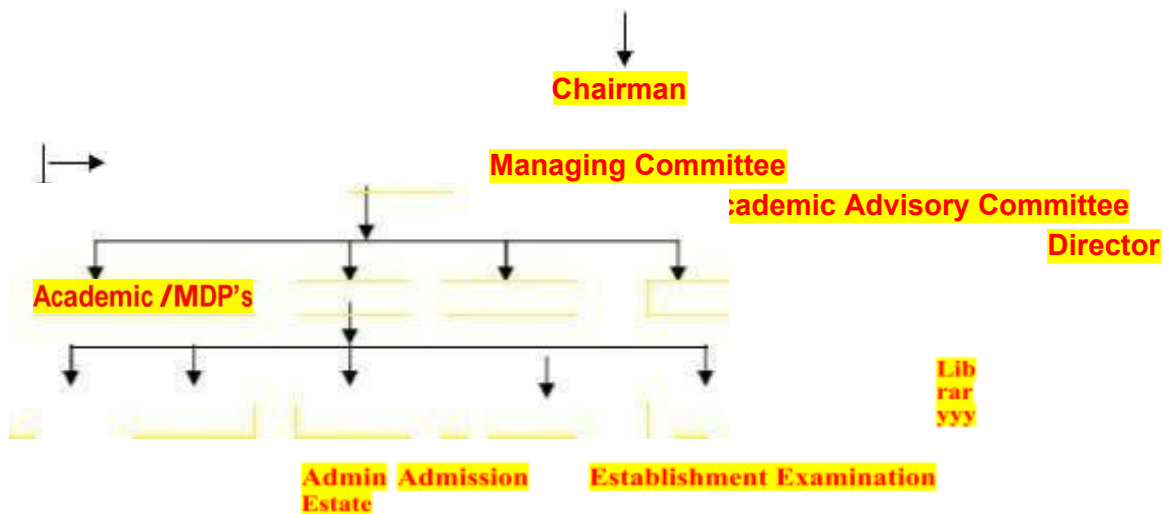 Chairman
Managing Committee
cademic Advisory Committee
Director
Academic /MDP's
Lib
rar
yyy
Admin Admission Establishment Examination
Estate